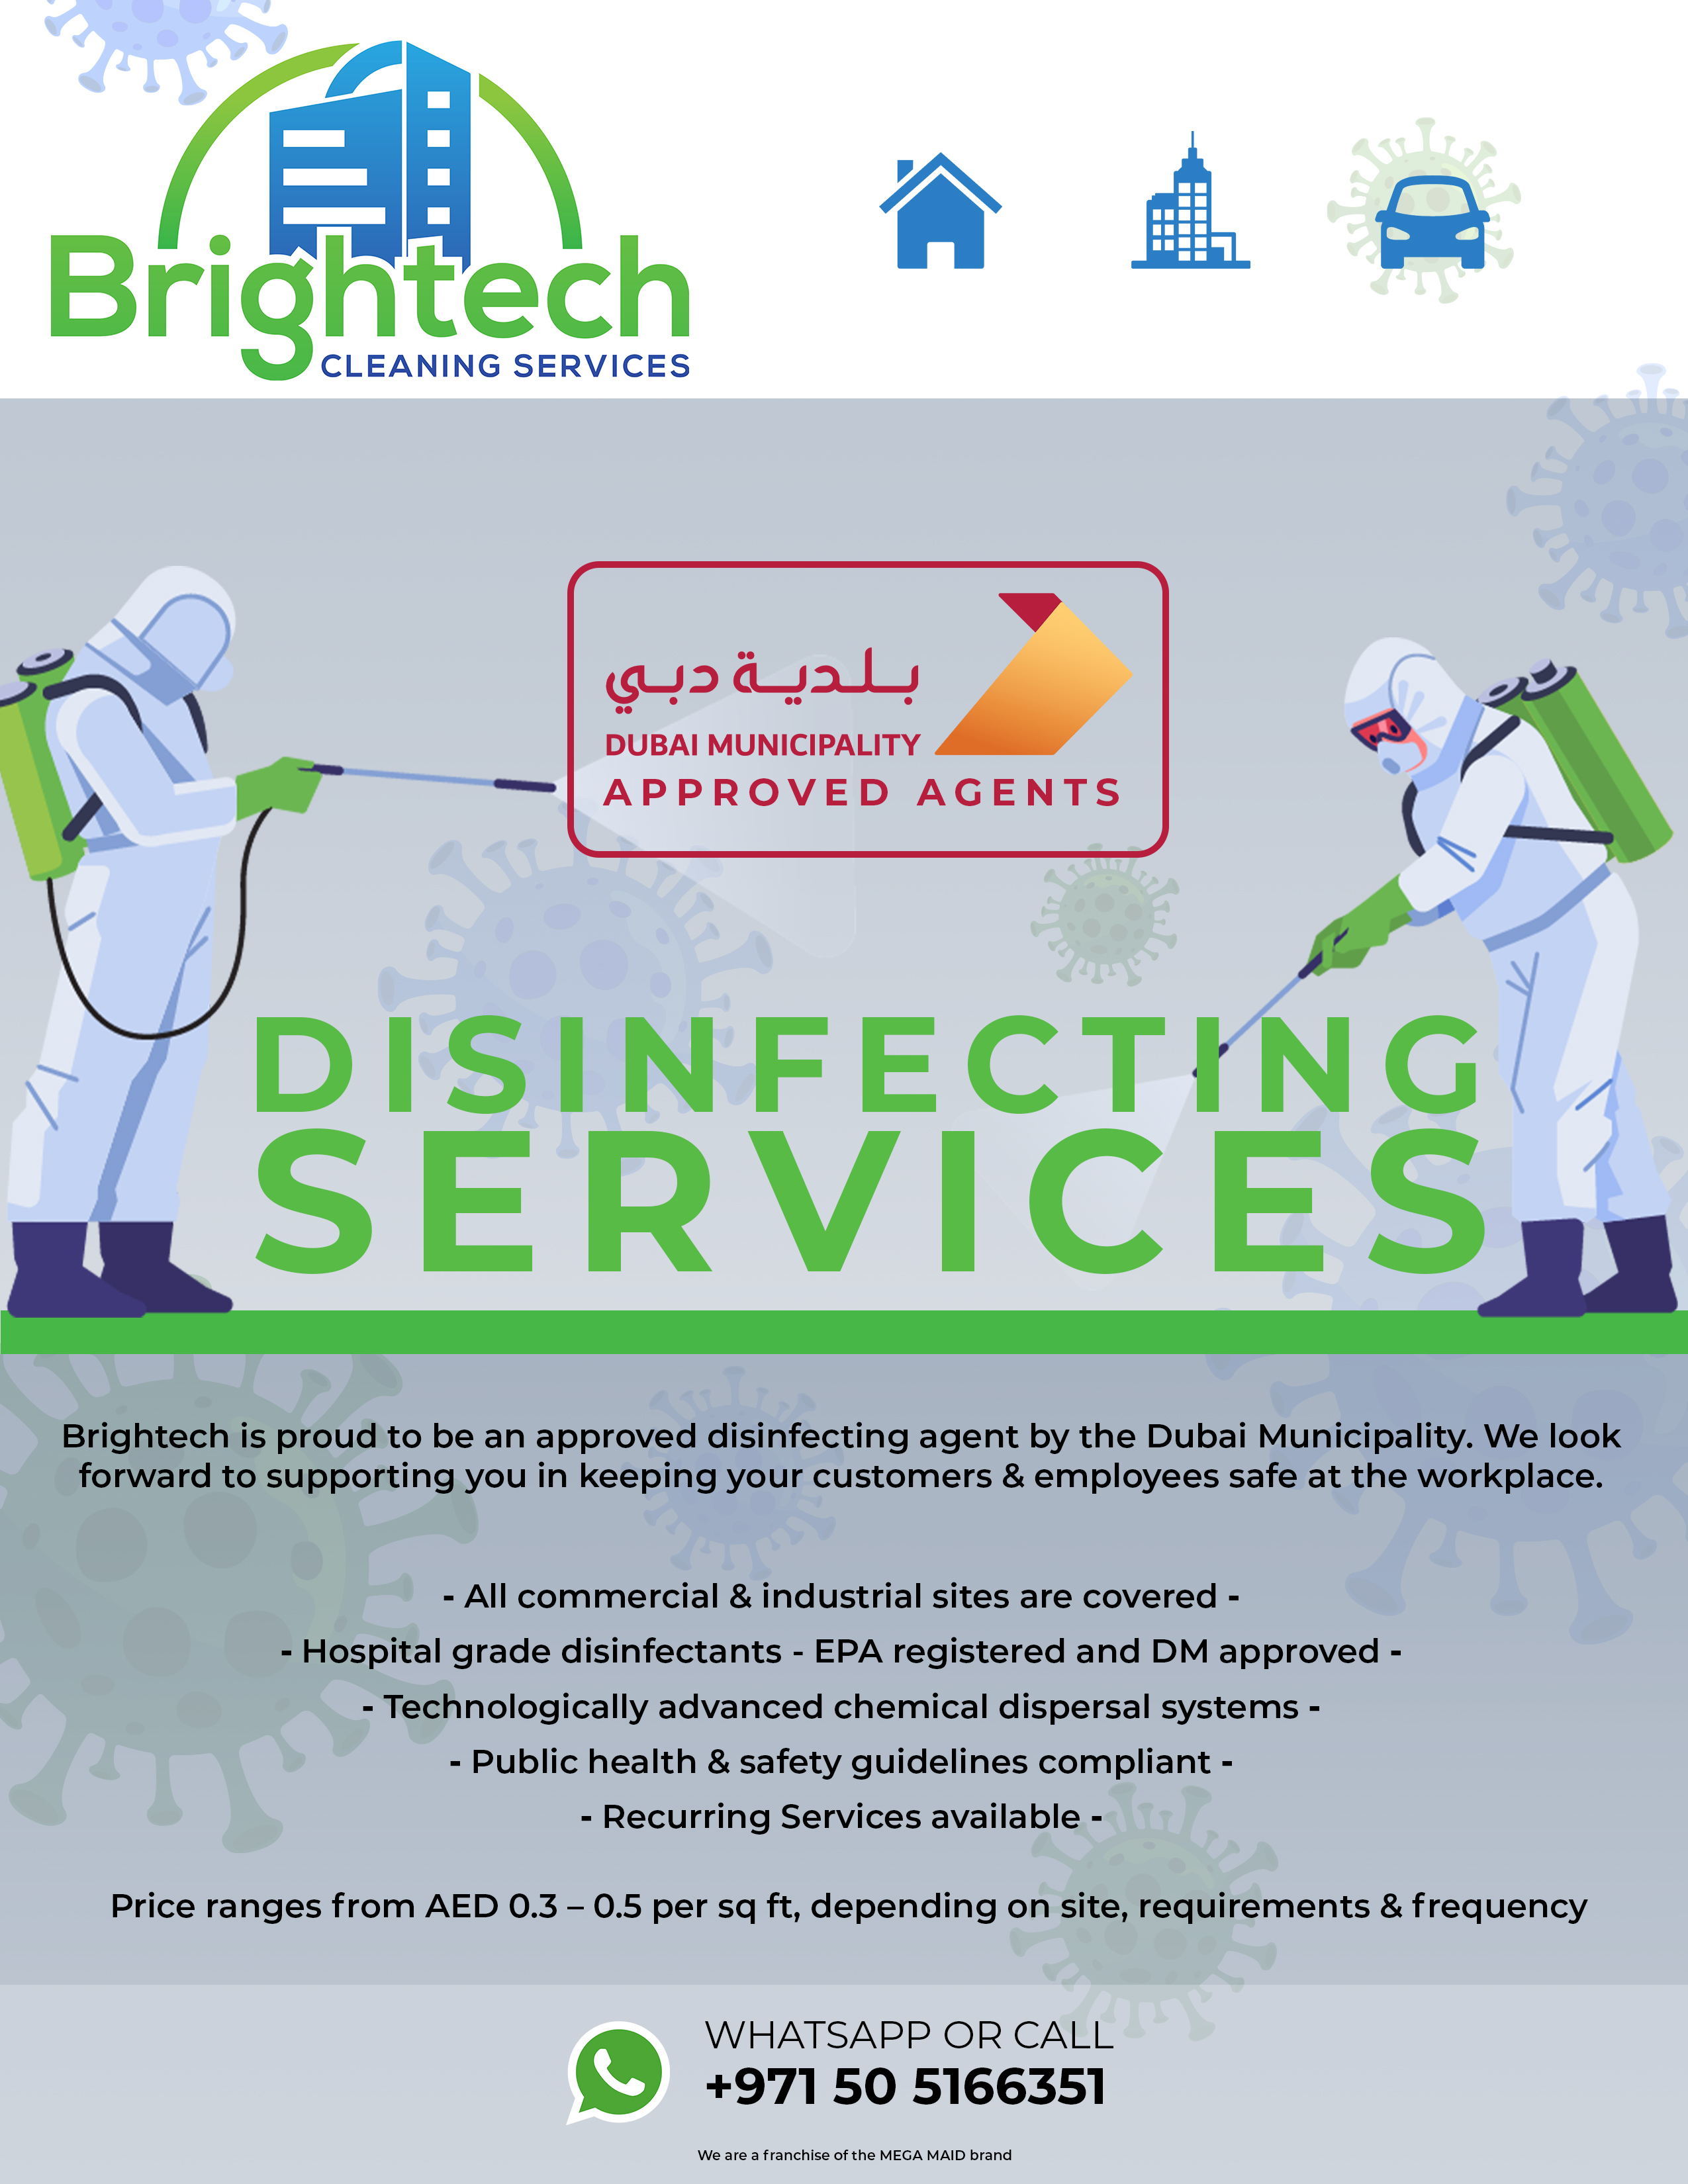 Brightech
CLEANING SERVICES
بلدية دبي
DUBAI MUNICIPALITY
APPROVED AGENTS
DISINFECTING
SERVICES
Brightech is proud to be an approved disinfecting agent by the Dubai Municipality. We look
forward to supporting you in keeping your customers & employees safe at the workplace.
- All commercial & industrial sites are covered -
- Hospital grade disinfectants - EPA registered and DM approved -
- Technologically advanced chemical dispersal systems -
- Public health & safety guidelines compliant -
- Recurring Services available -
Price ranges from AED 0.3 – 0.5 per sq ft, depending on site, requirements & frequency
WHATSAPP OR CALL
+971 50 5166351
We are a franchise of the MEGA MAID brand